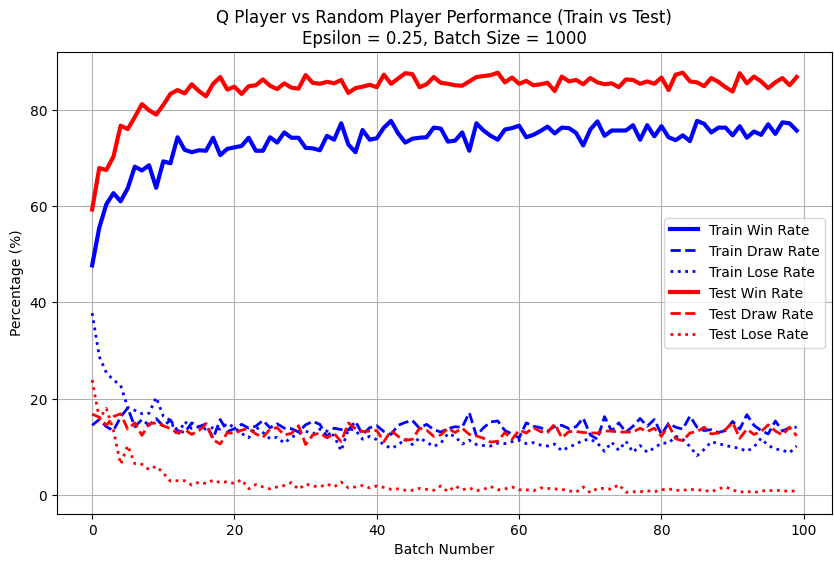 Q Player vs Random Player Performance (Train vs Test)
Epsilon = 0.25, Batch Size = 1000
Percentage (%)
80
60
40
20
0
Train Win Rate
Train Draw Rate
Train Lose Rate
Test Win Rate
Test Draw Rate
Test Lose Rate
0 20 40 60 80 100
Batch Number